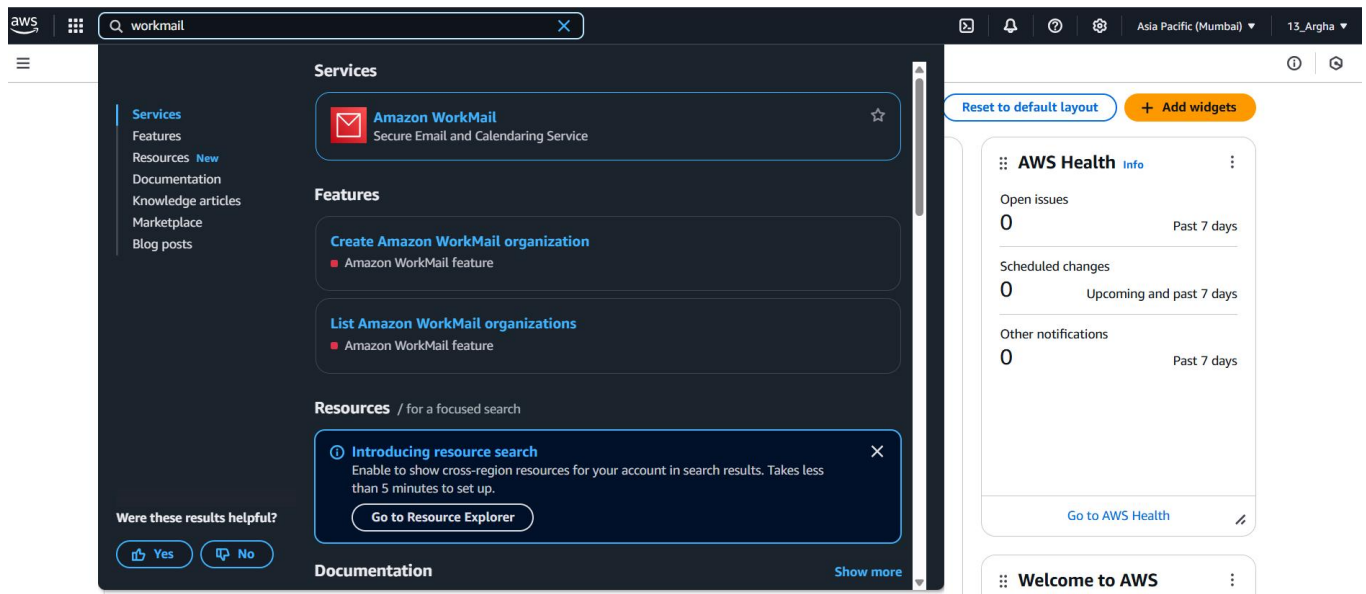 aws
workmail
Asia Pacific (Mumbai)
13_Argha
Services
Features
Resources New
Documentation
Knowledge articles
Marketplace
Blog posts
Were these results helpful?
Yes
No
Services
Amazon WorkMail
Secure Email and Calendaring Service
Features
Create Amazon WorkMail organization
Amazon WorkMail feature
List Amazon WorkMail organizations
Amazon WorkMail feature
Resources / for a focused search
Introducing resource search
Enable to show cross-region resources for your account in search results. Takes less
than 5 minutes to set up.
Go to Resource Explorer
Documentation
Show more
Reset to default layout
+ Add widgets
AWS Health Info
Open issues
0
Past 7 days
Scheduled changes
0
Upcoming and past 7 days
Other notifications
0
Past 7 days
Go to AWS Health
Welcome to AWS